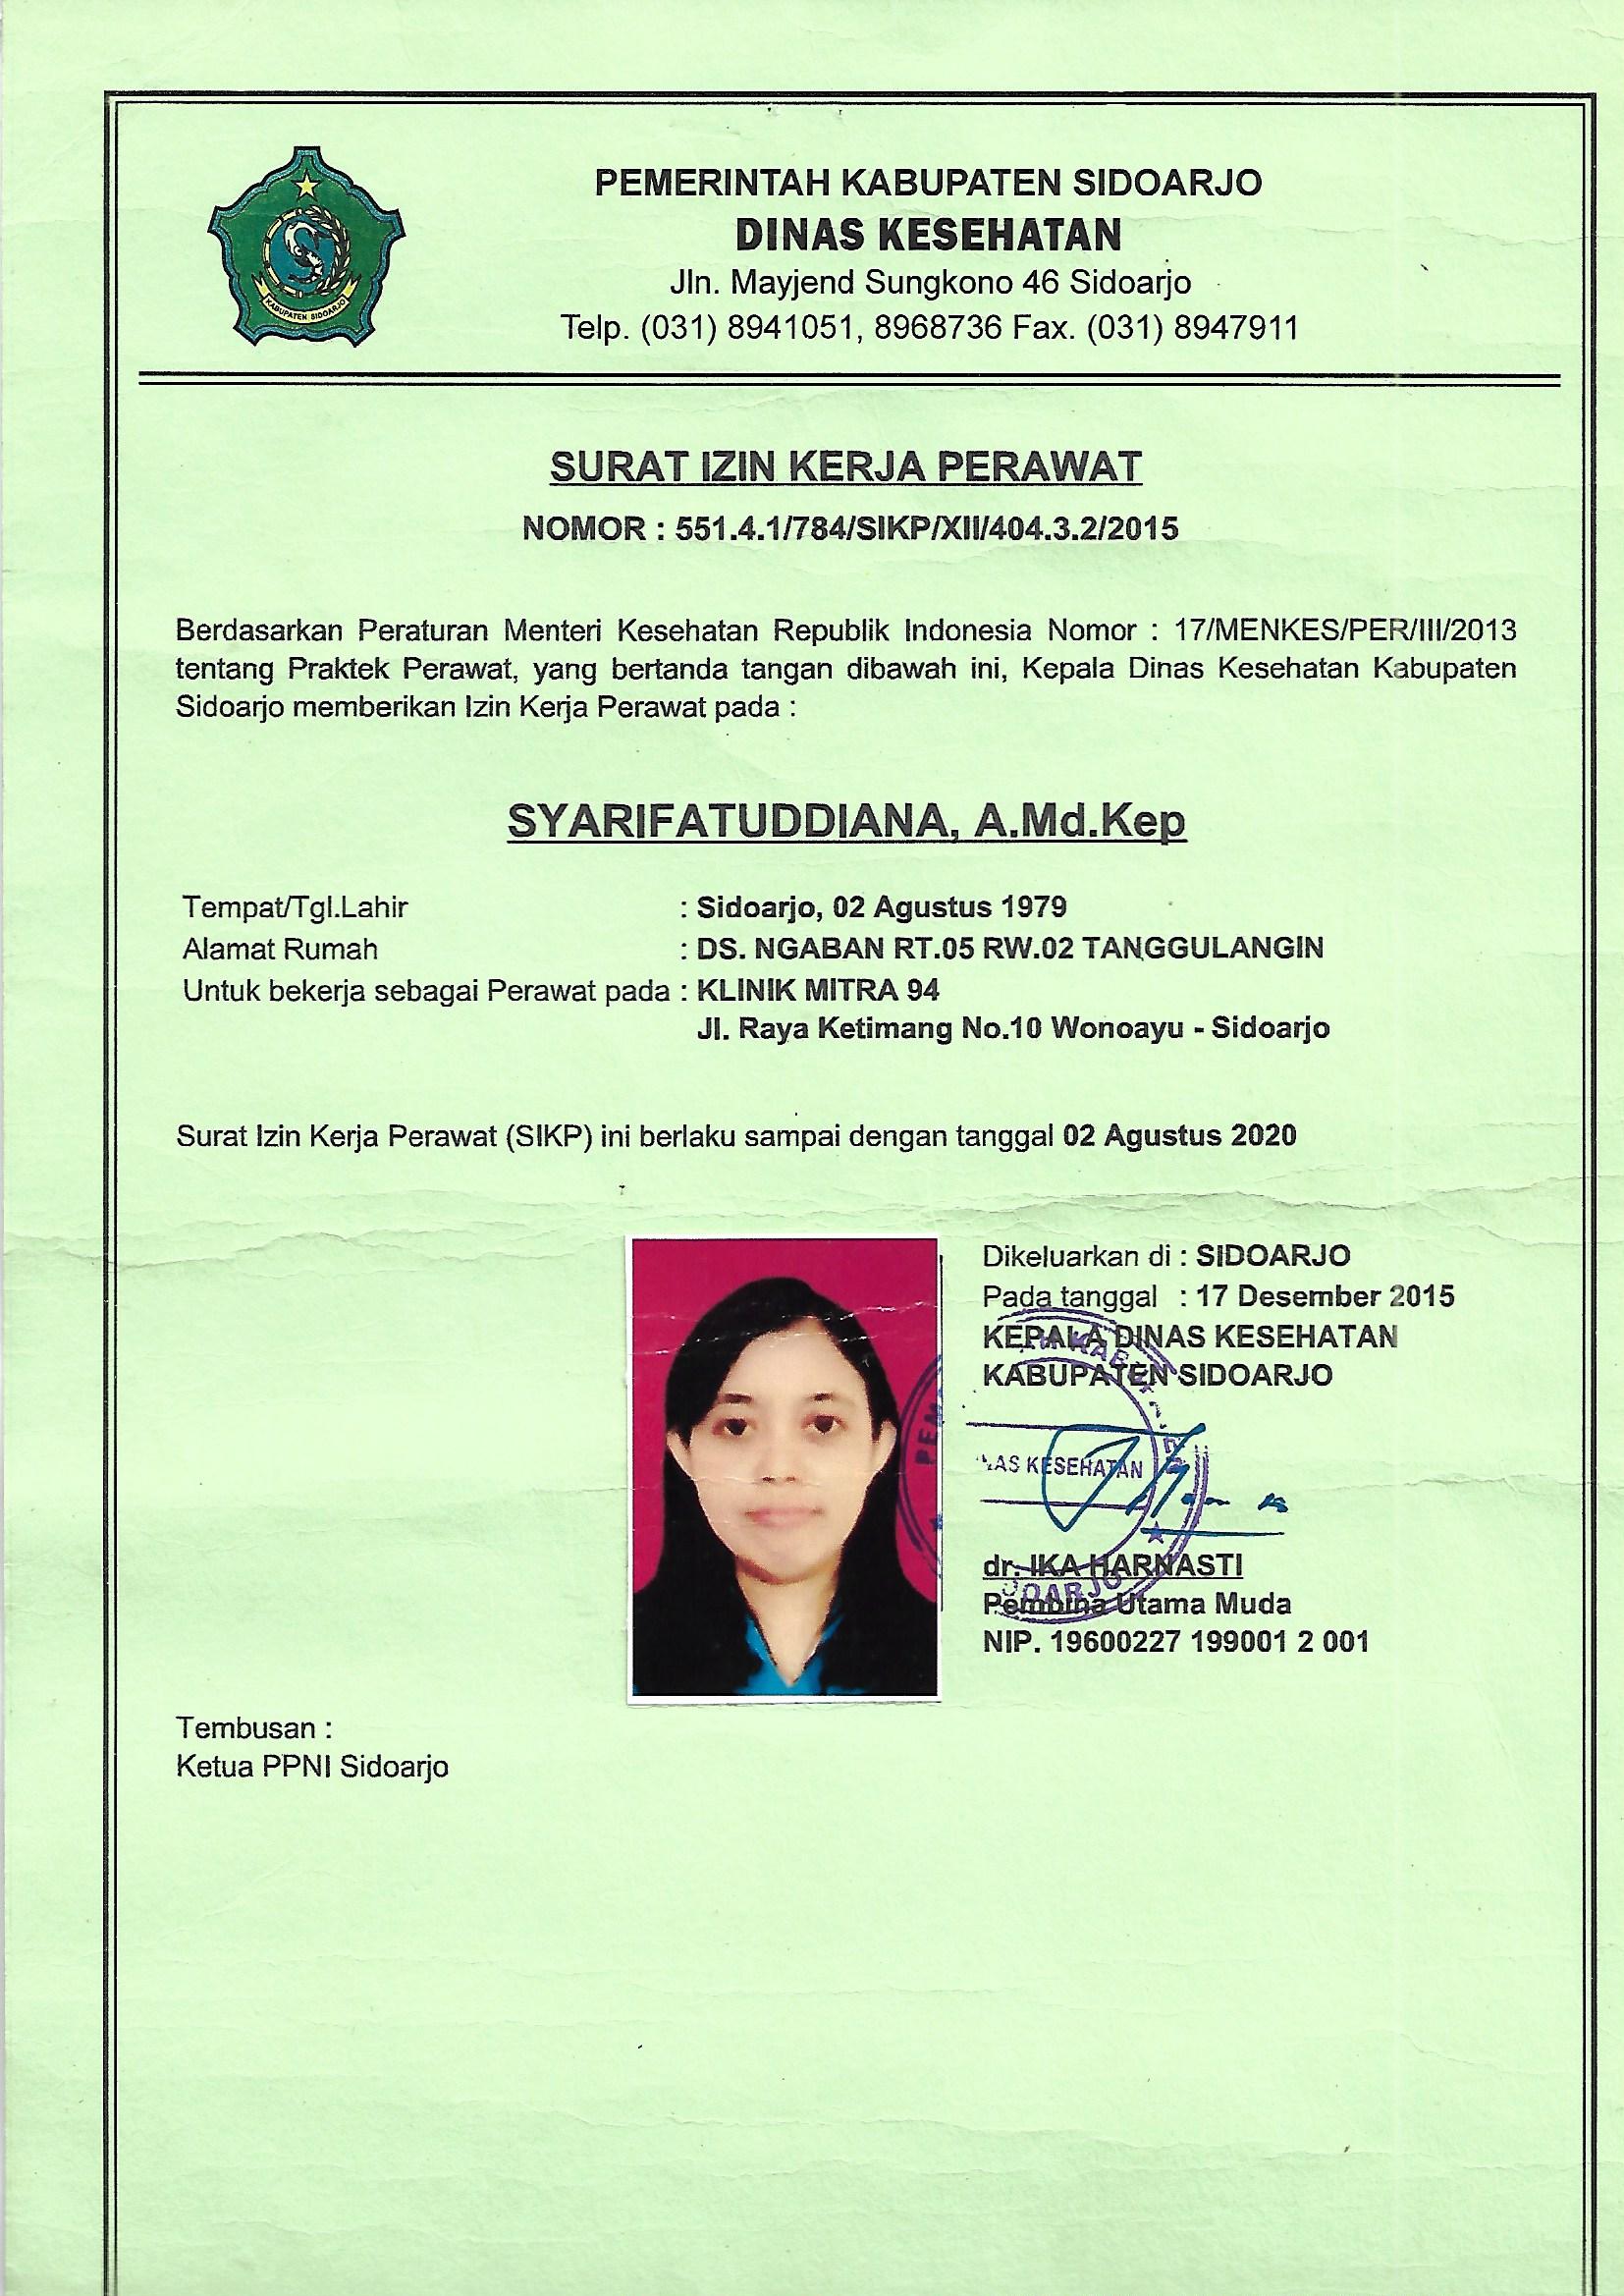 PEMERINTAH KABUPATEN SIDOARJO
DINAS KESEHATAN
Jln. Mayjend Sungkono 46 Sidoarjo
Telp. (031) 8941051, 8968736 Fax. (031) 8947911
KABUPATEN SIDOARJO
SURAT IZIN KERJA PERAWAT
NOMOR : 551.4.1/784/SIKP/XII/404.3.2/2015
Berdasarkan Peraturan Menteri Kesehatan Republik Indonesia Nomor : 17/MENKES/PER/III/2013
tentang Praktek Perawat, yang bertanda tangan dibawah ini, Kepala Dinas Kesehatan Kabupaten
Sidoarjo memberikan Izin Kerja Perawat pada :
SYARIFATUDDIANA, A.Md.Kep
Tempat/Tgl.Lahir : Sidoarjo, 02 Agustus 1979
Alamat Rumah : DS. NGABAN RT.05 RW.02 TANGGULANGIN
Untuk bekerja sebagai Perawat pada : KLINIK MITRA 94
Jl. Raya Ketimang No.10 Wonoayu - Sidoarjo
Surat Izin Kerja Perawat (SIKP) ini berlaku sampai dengan tanggal 02 Agustus 2020
Dikeluarkan di : SIDOARJO
Pada tanggal : 17 Desember 2015
KEPALA DINAS KESEHATAN
KABUPATEN SIDOARJO
KESEHATAN
dr. IKA HARNASTI
Pembina Utama Muda
NIP. 19600227 199001 2 001
Tembusan :
Ketua PPNI Sidoarjo